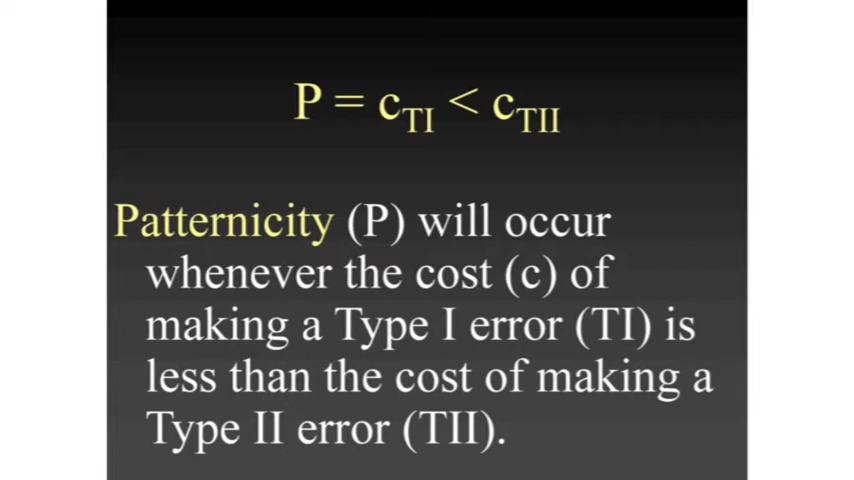 P = c_TI < c_TII
Patternicity (P) will occur
whenever the cost (c) of
making a Type I error (TI) is
less than the cost of making a
Type II error (TII).